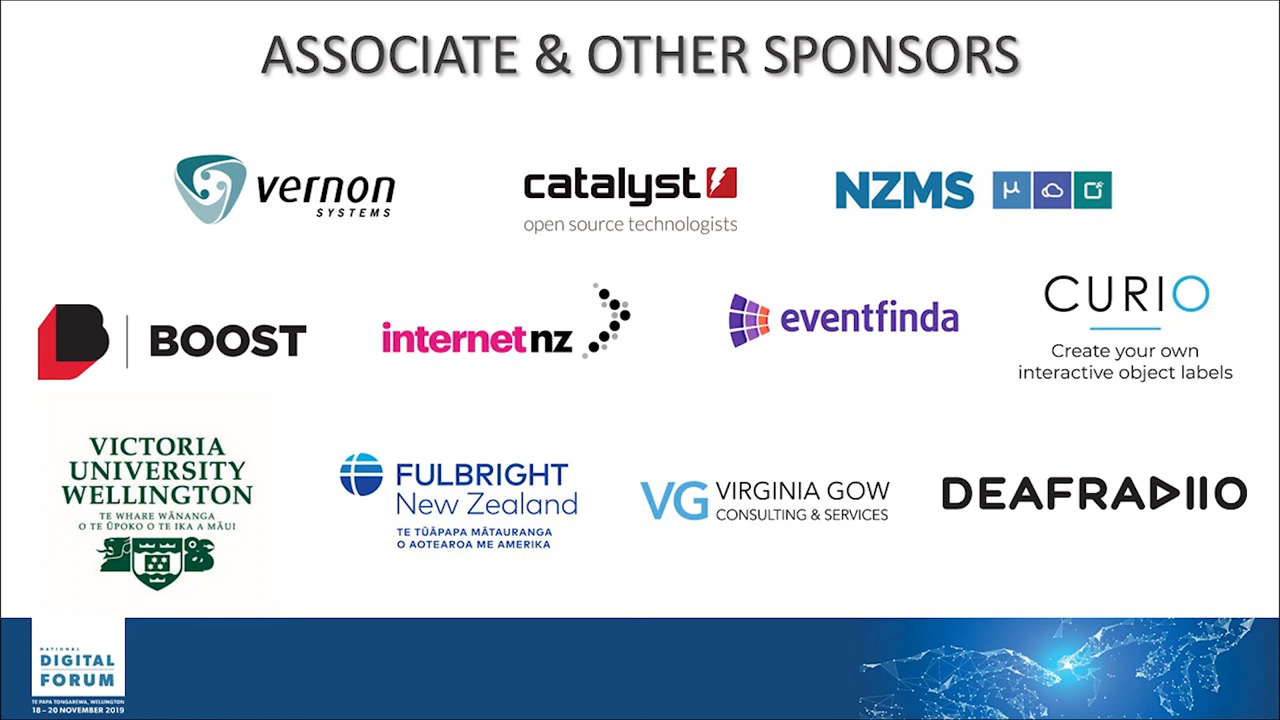 ASSOCIATE & OTHER SPONSORS
vernon
SYSTEMS
catalyst
open source technologists
NZMS
µ
B
BOOST
internetnz
eventfinda
CURIO
Create your own
interactive object labels
VICTORIA
UNIVERSITY
WELLINGTON
TE WHARE WĀNANGA
O TE ŪPOKO O TE IKA A MĀUI
FULBRIGHT
New Zealand
TE TŪĀPAPA MĀTAURANGA
O AOTEAROA ME AMERIKA
VG
VIRGINIA GOW
CONSULTING & SERVICES
DEAFRADIO
NATIONAL
DIGITAL
FORUM
TE PAPA TONGAREWA, WELLINGTON
18 – 20 NOVEMBER 2019